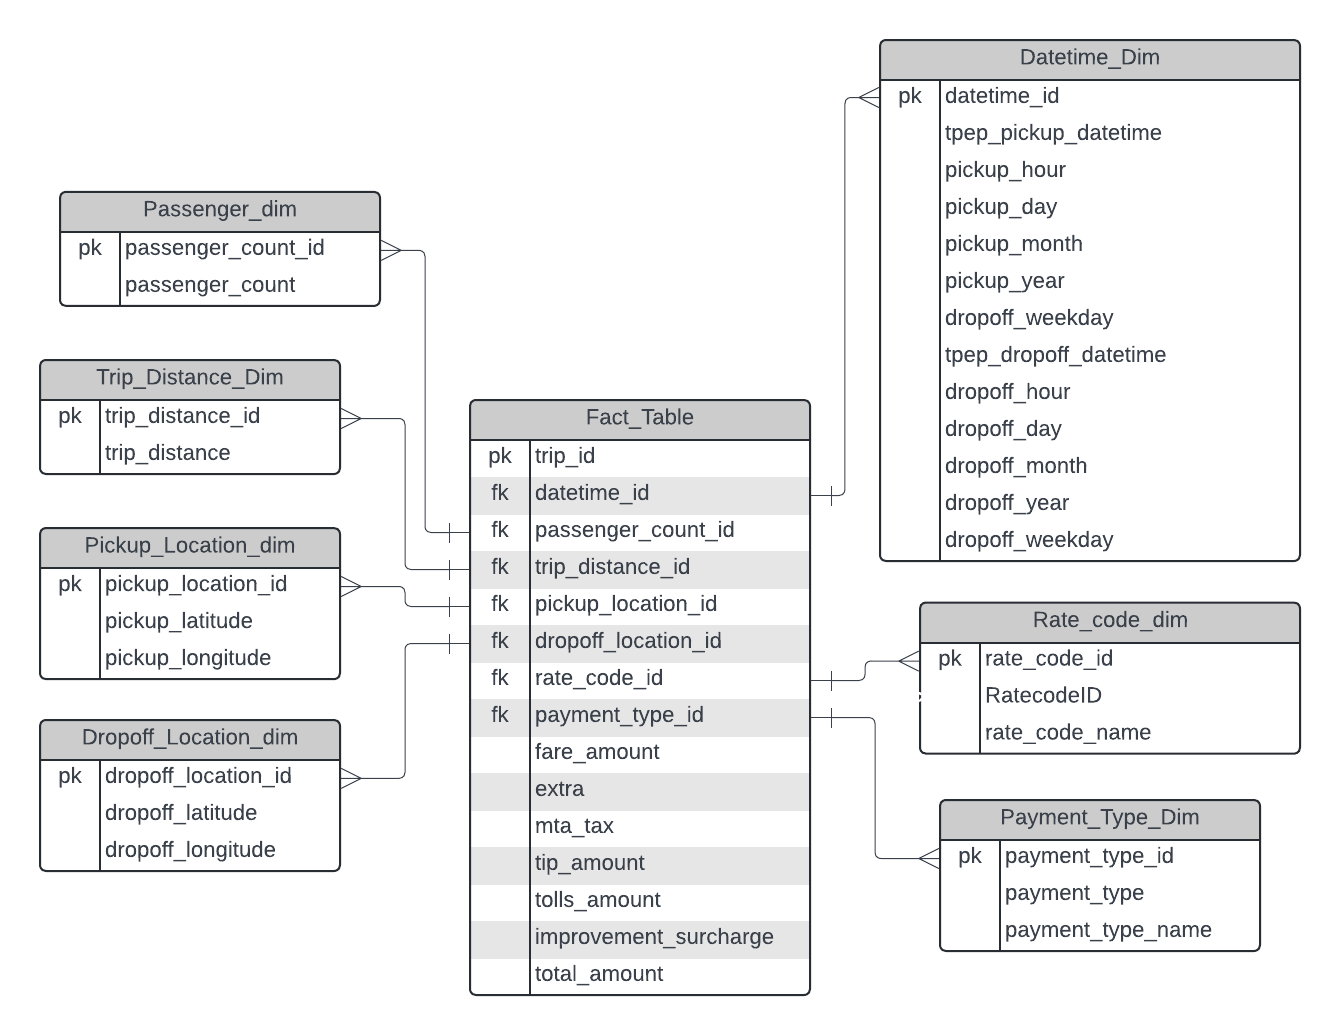 Datetime_Dim
pk datetime_id
tpep_pickup_datetime
pickup_hour
pickup_day
pickup_month
pickup_year
dropoff_weekday
tpep_dropoff_datetime
dropoff_hour
dropoff_day
dropoff_month
dropoff_year
dropoff_weekday
Passenger_dim
pk passenger_count_id
passenger_count
Trip_Distance_Dim
pk trip_distance_id
trip_distance
Pickup_Location_dim
pk pickup_location_id
pickup_latitude
pickup_longitude
Dropoff_Location_dim
pk dropoff_location_id
dropoff_latitude
dropoff_longitude
Fact_Table
pk trip_id
fk datetime_id
fk passenger_count_id
fk trip_distance_id
fk pickup_location_id
fk dropoff_location_id
fk rate_code_id
fk payment_type_id
fare_amount
extra
mta_tax
tip_amount
tolls_amount
improvement_surcharge
total_amount
Rate_code_dim
pk rate_code_id
RatecodeID
rate_code_name
Payment_Type_Dim
pk payment_type_id
payment_type
payment_type_name